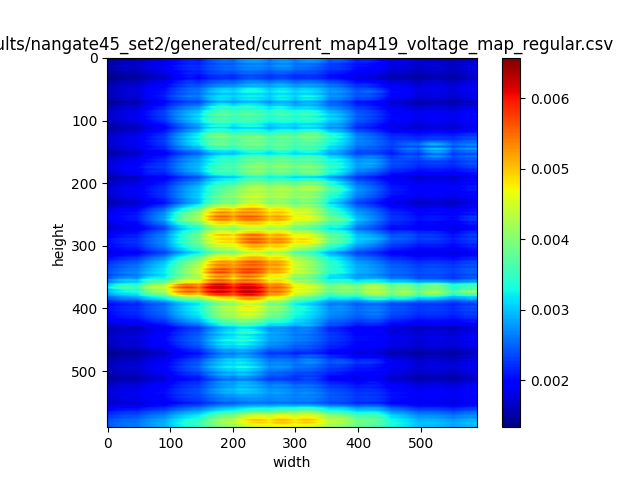 ults/nangate45_set2/generated/current_map419_voltage_map_regular.csv
0
100
200
300
400
500
height
0 100 200 300 400 500
width
0.006
0.005
0.004
0.003
0.002